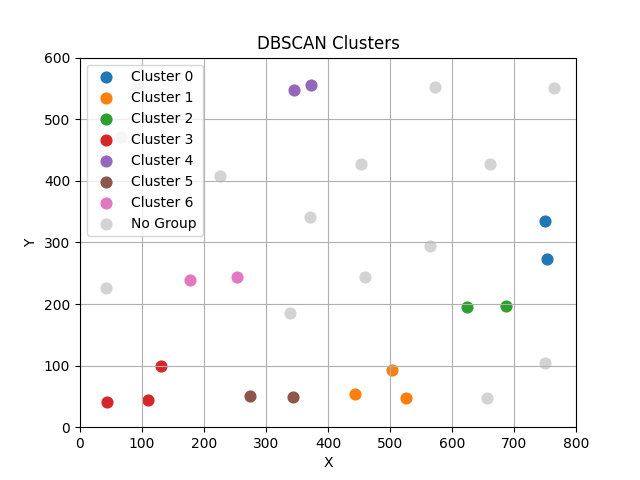 DBSCAN Clusters
600
500
400
300
200
100
0
Y
Cluster 0
Cluster 1
Cluster 2
Cluster 3
Cluster 4
Cluster 5
Cluster 6
No Group
0 100 200 300 400 500 600 700 800
X